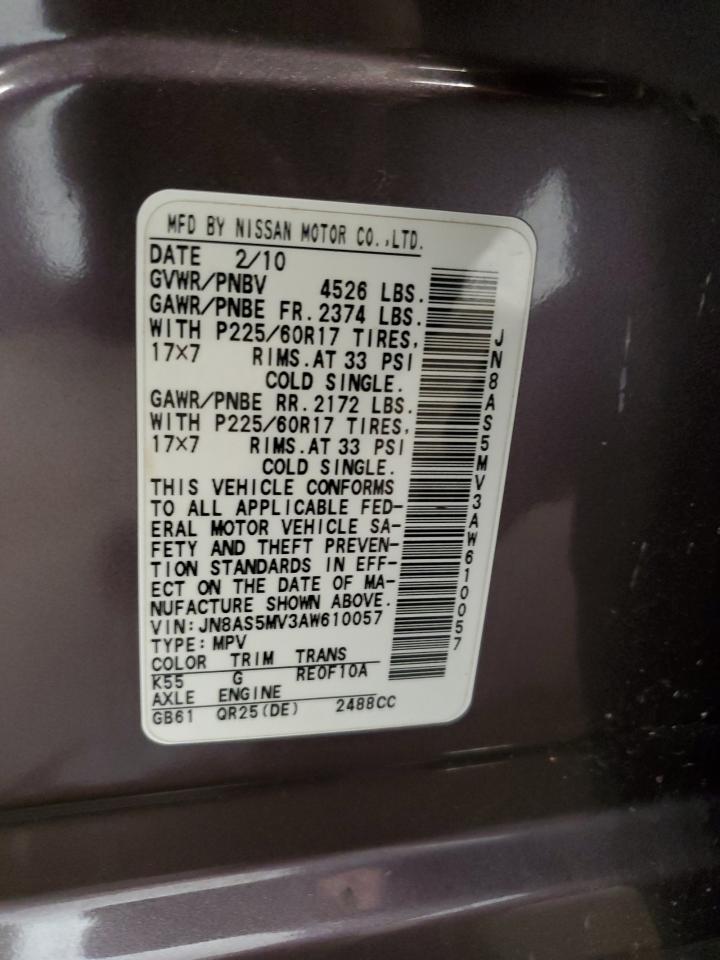 MFD BY NISSAN MOTOR CO.,LTD.
DATE 2/10
GVWR/PNBV 4526 LBS.
GAWR/PNBE FR. 2374 LBS.
WITH P225/60R17 TIRES,
17×7 RIMS.AT 33 PSI
COLD SINGLE.
GAWR/PNBE RR. 2172 LBS.
WITH P225/60R17 TIRES,
17×7 RIMS.AT 33 PSI
COLD SINGLE.
THIS VEHICLE CONFORMS
TO ALL APPLICABLE FED-
ERAL MOTOR VEHICLE SA-
FETY AND THEFT PREVEN-
TION STANDARDS IN EFF-
ECT ON THE DATE OF MA-
NUFACTURE SHOWN ABOVE.
VIN: JN8AS5MV3AW610057
TYPE: MPV
COLOR TRIM TRANS
K55 G RE0F10A
AXLE ENGINE
GB61 QR25(DE) 2488CC
JN8AS5MV3AW610057